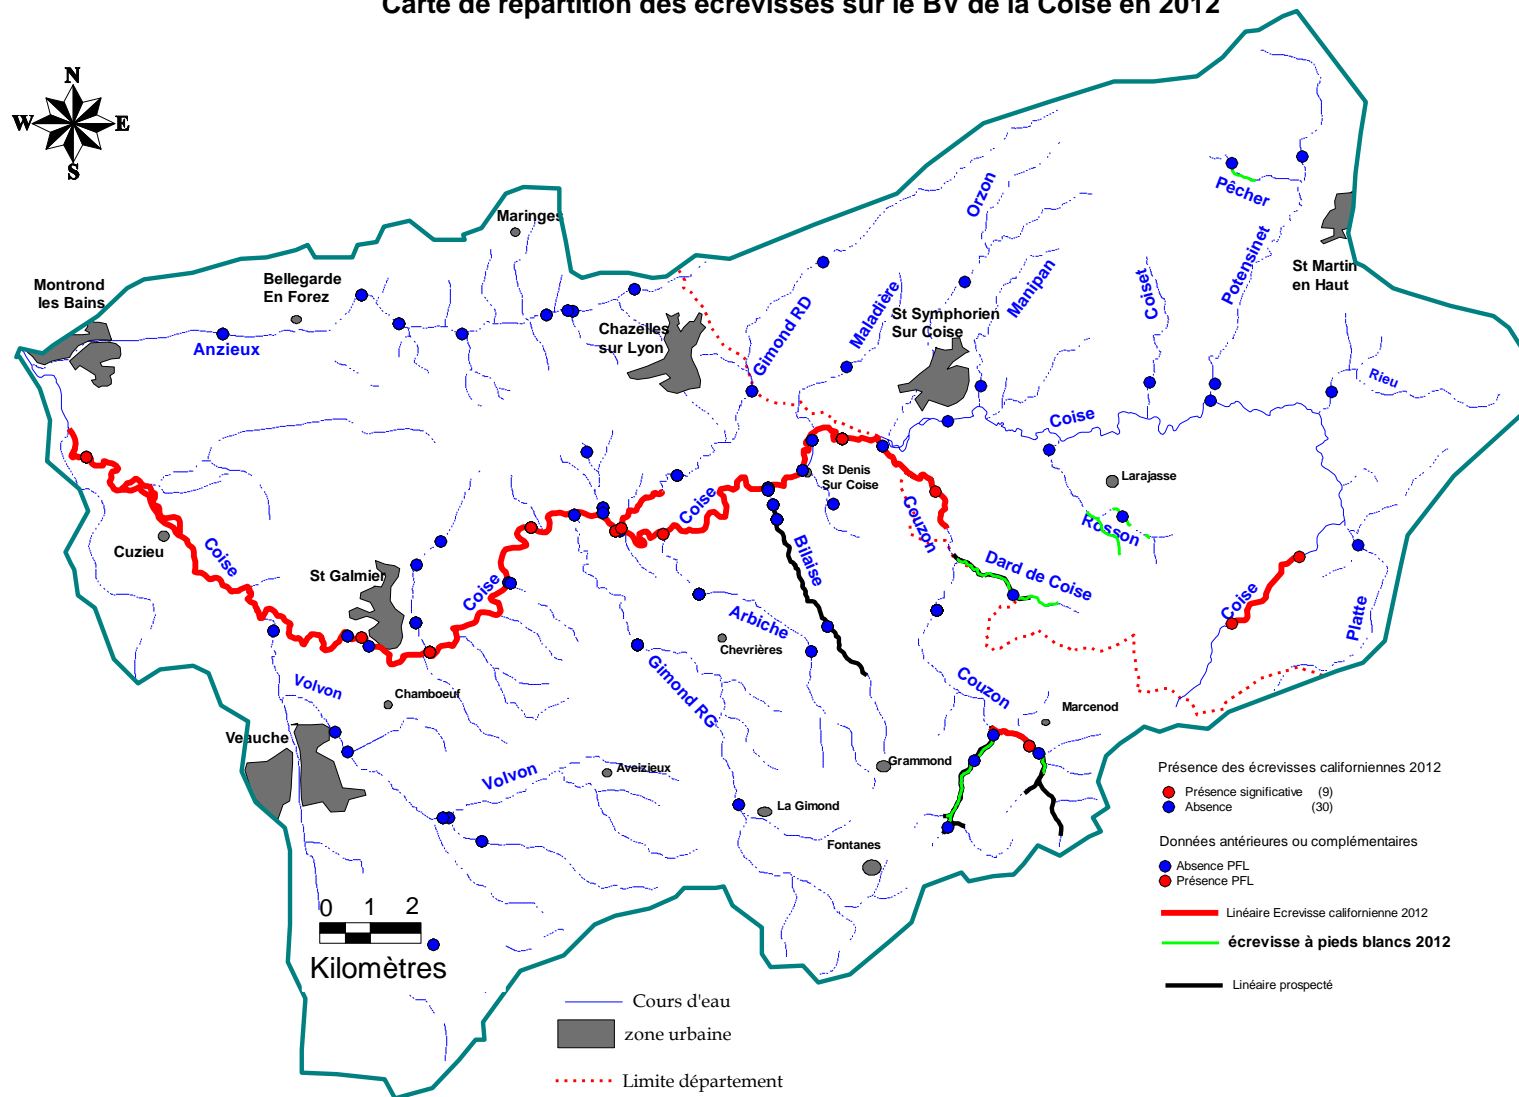 Carte de répartition des écrevisses sur le BV de la Coise en 2012
N
W E
S
Maringes
Montrond
les Bains
Bellegarde
En Forez
Anzieux
Chazelles
sur Lyon
Gimond RD
Maladière
Orzon
St Symphorien
Sur Coise
Manipan
Coiset
Potensinet
Pêcher
St Martin
en Haut
Rieu
Coise
Larajasse
Rosson
St Denis
Sur Coise
Coise
Couzon
Dard de Coise
Coise
Platte
Cuzieu
Coise
St Galmier
Coise
Bilaise
Arbiche
Chevrières
Gimond RG
Couzon
Marcenod
Volvon
Chamboeuf
Veauche
Volvon
Aveizieux
Grammond
La Gimond
Fontanes
0 1 2
Kilomètres
Cours d'eau
zone urbaine
Limite département
Présence des écrevisses californiennes 2012
Présence significative (9)
Absence (30)
Données antérieures ou complémentaires
Absence PFL
Présence PFL
Linéaire Ecrevisse californienne 2012
écrevisse à pieds blancs 2012
Linéaire prospecté